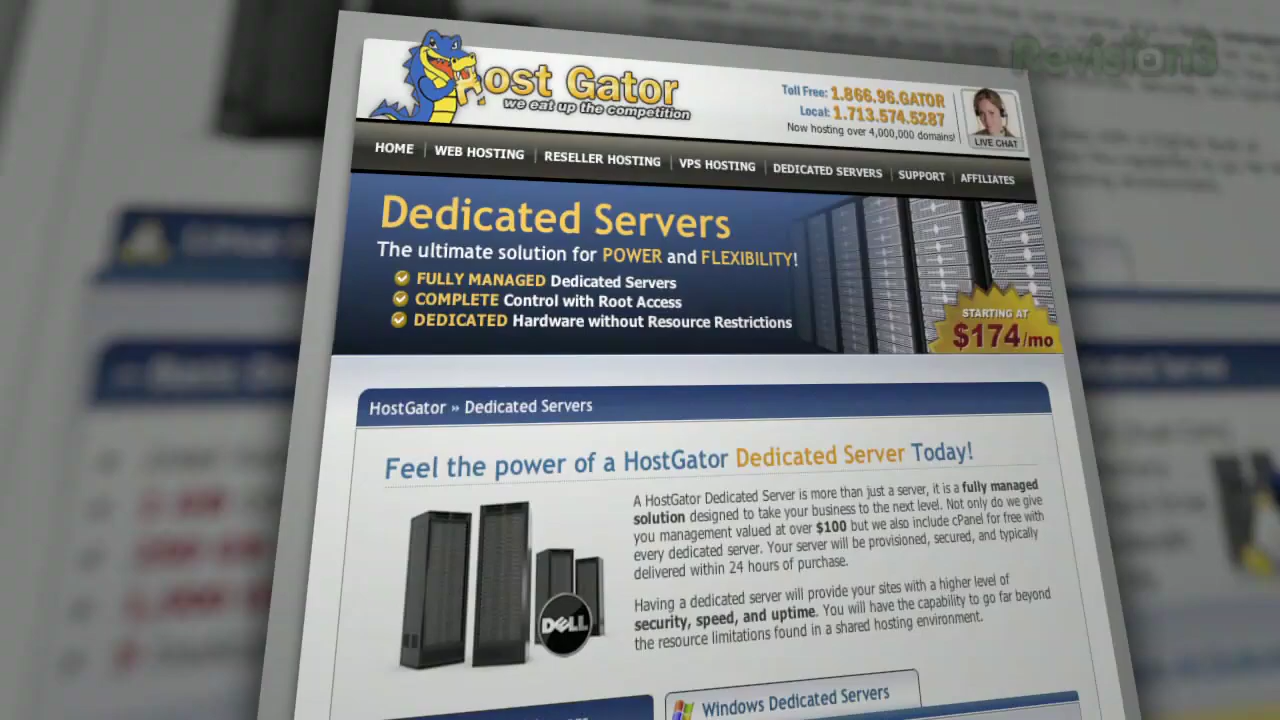 Revision3
Host Gator
we eat up the competition
Toll Free: 1.866.96.GATOR
Local: 1.713.574.5287
Now hosting over 4,000,000 domains!
LIVE CHAT
HOME | WEB HOSTING | RESELLER HOSTING | VPS HOSTING | DEDICATED SERVERS | SUPPORT | AFFILIATES
Dedicated Servers
The ultimate solution for POWER and FLEXIBILITY!
FULLY MANAGED Dedicated Servers
COMPLETE Control with Root Access
DEDICATED Hardware without Resource Restrictions
STARTING AT
$174/mo
HostGator » Dedicated Servers
Feel the power of a HostGator Dedicated Server Today!
A HostGator Dedicated Server is more than just a server, it is a fully managed
solution designed to take your business to the next level. Not only do we give
you management valued at over $100 but we also include cPanel for free with
every dedicated server. Your server will be provisioned, secured, and typically
delivered within 24 hours of purchase.
Having a dedicated server will provide your sites with a higher level of
security, speed, and uptime. You will have the capability to go far beyond
the resource limitations found in a shared hosting environment.
DELL
Windows Dedicated Servers